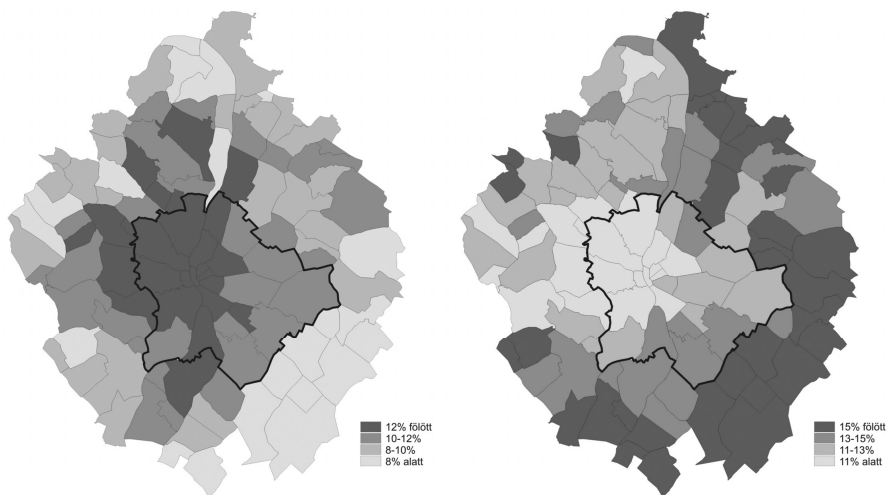 12% fölött
10-12%
8-10%
8% alatt
15% fölött
13-15%
11-13%
11% alatt